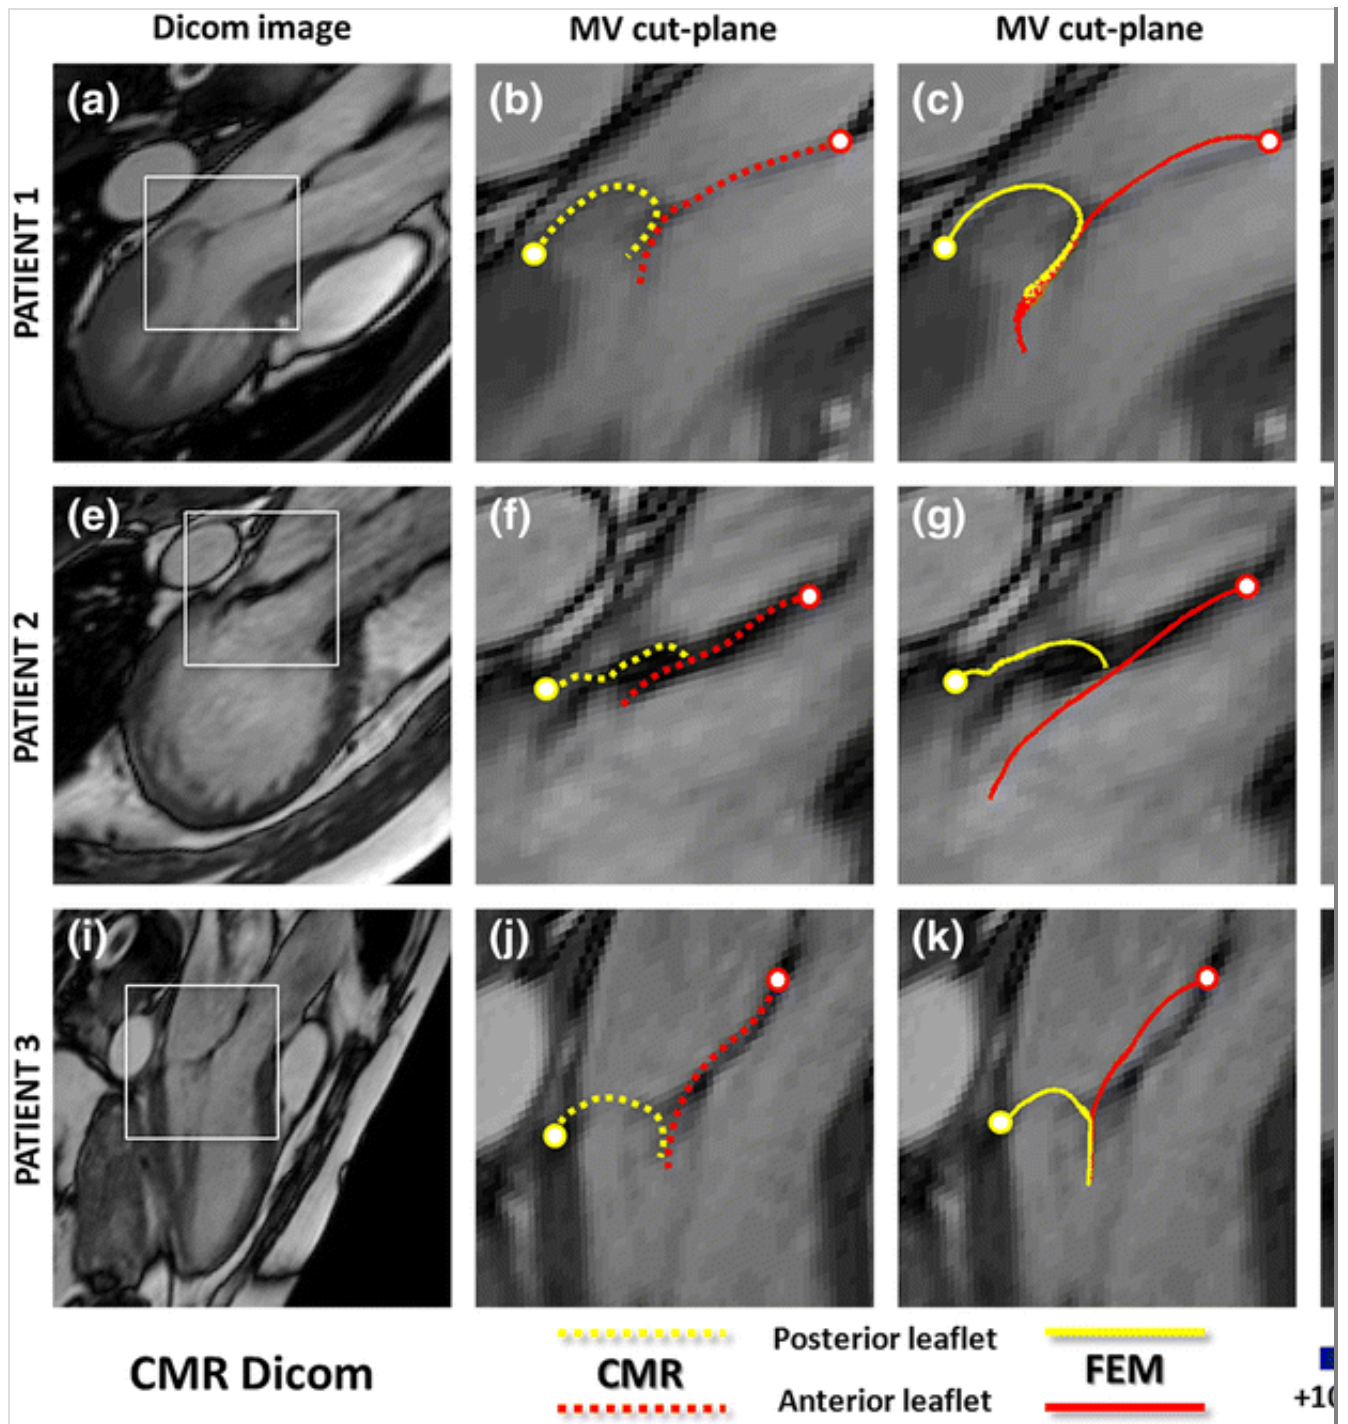 Dicom image
MV cut-plane
MV cut-plane
PATIENT 1
(a)
(b)
(c)
PATIENT 2
(e)
(f)
(g)
PATIENT 3
(i)
(j)
(k)
CMR Dicom
Posterior leaflet
CMR
FEM
Anterior leaflet